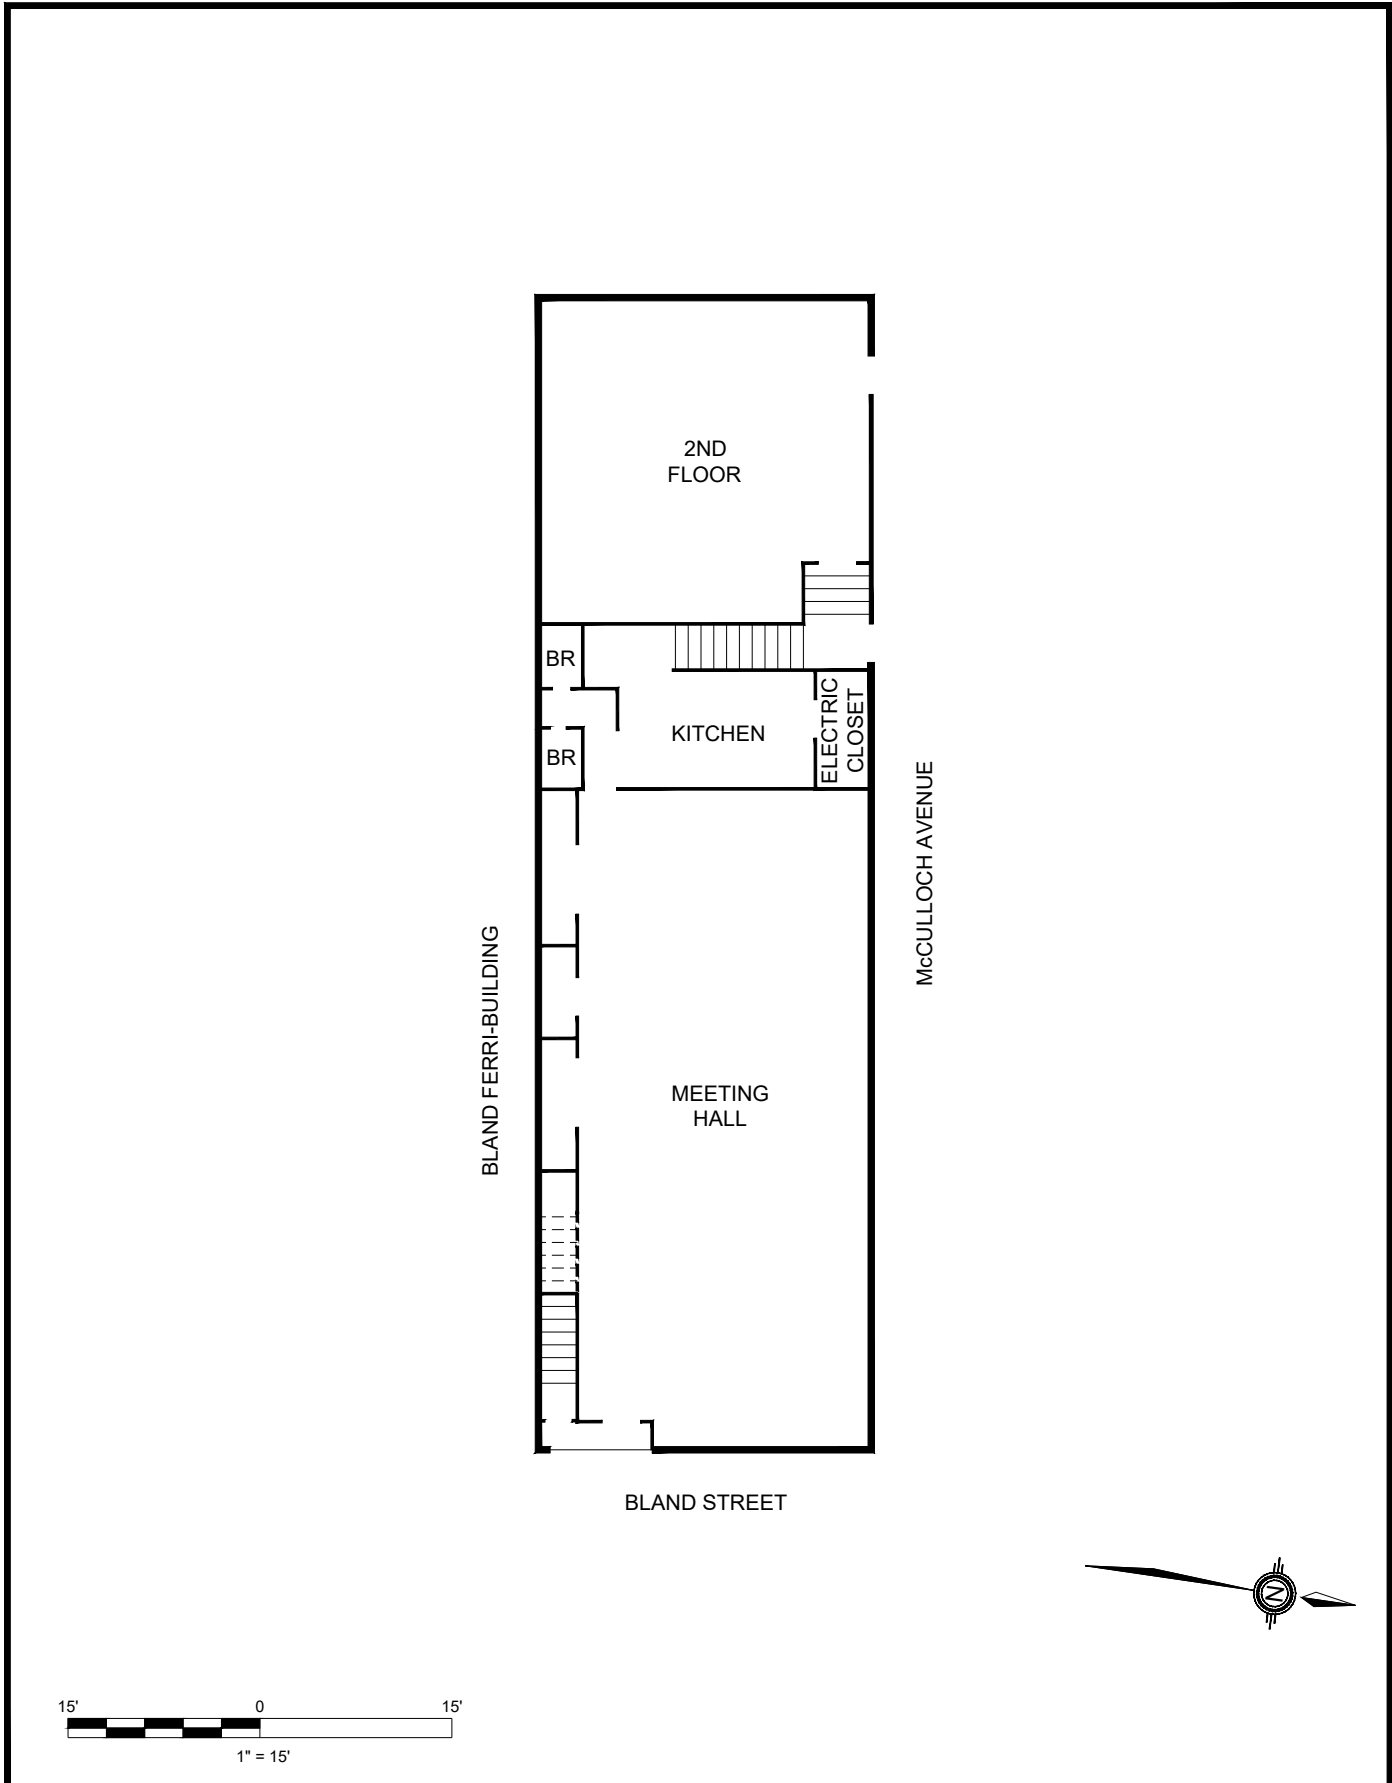 2ND
FLOOR
BR
KITCHEN
ELECTRIC
CLOSET
BR
McCULLOCH AVENUE
BLAND FERRI-BUILDING
MEETING
HALL
BLAND STREET
N
15' 0 15'
1" = 15'